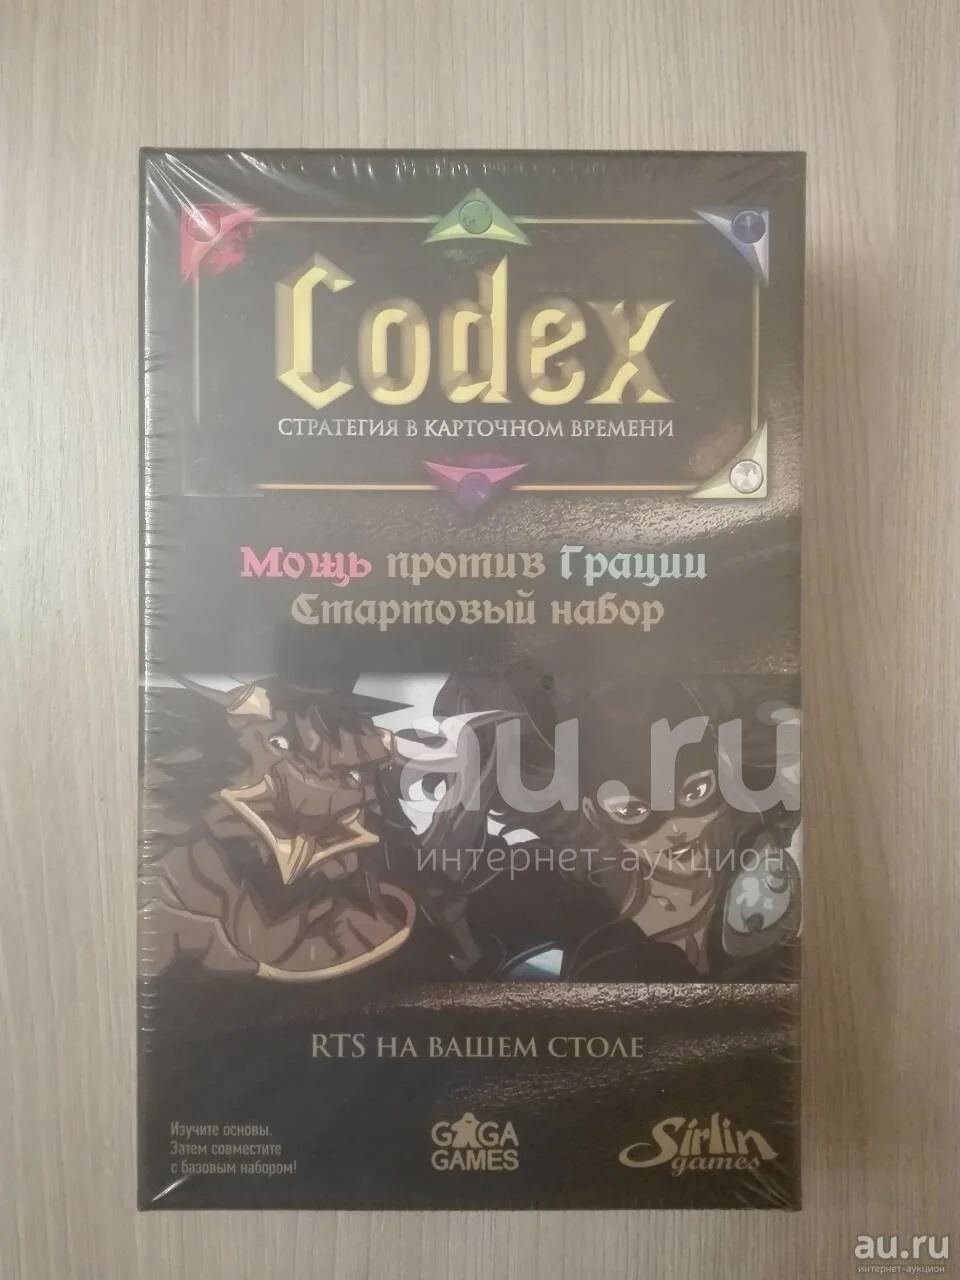 Codex
СТРАТЕГИЯ В КАРТОЧНОМ ВРЕМЕНИ
Мощь против Грации
Стартовый набор
au.ru
интернет-аукцион
RTS НА ВАШЕМ СТОЛЕ
Изучите основы.
Затем совместите
с базовым набором!
GAGA
GAMES
Sirlin
games
au.ru
интернет-аукцион